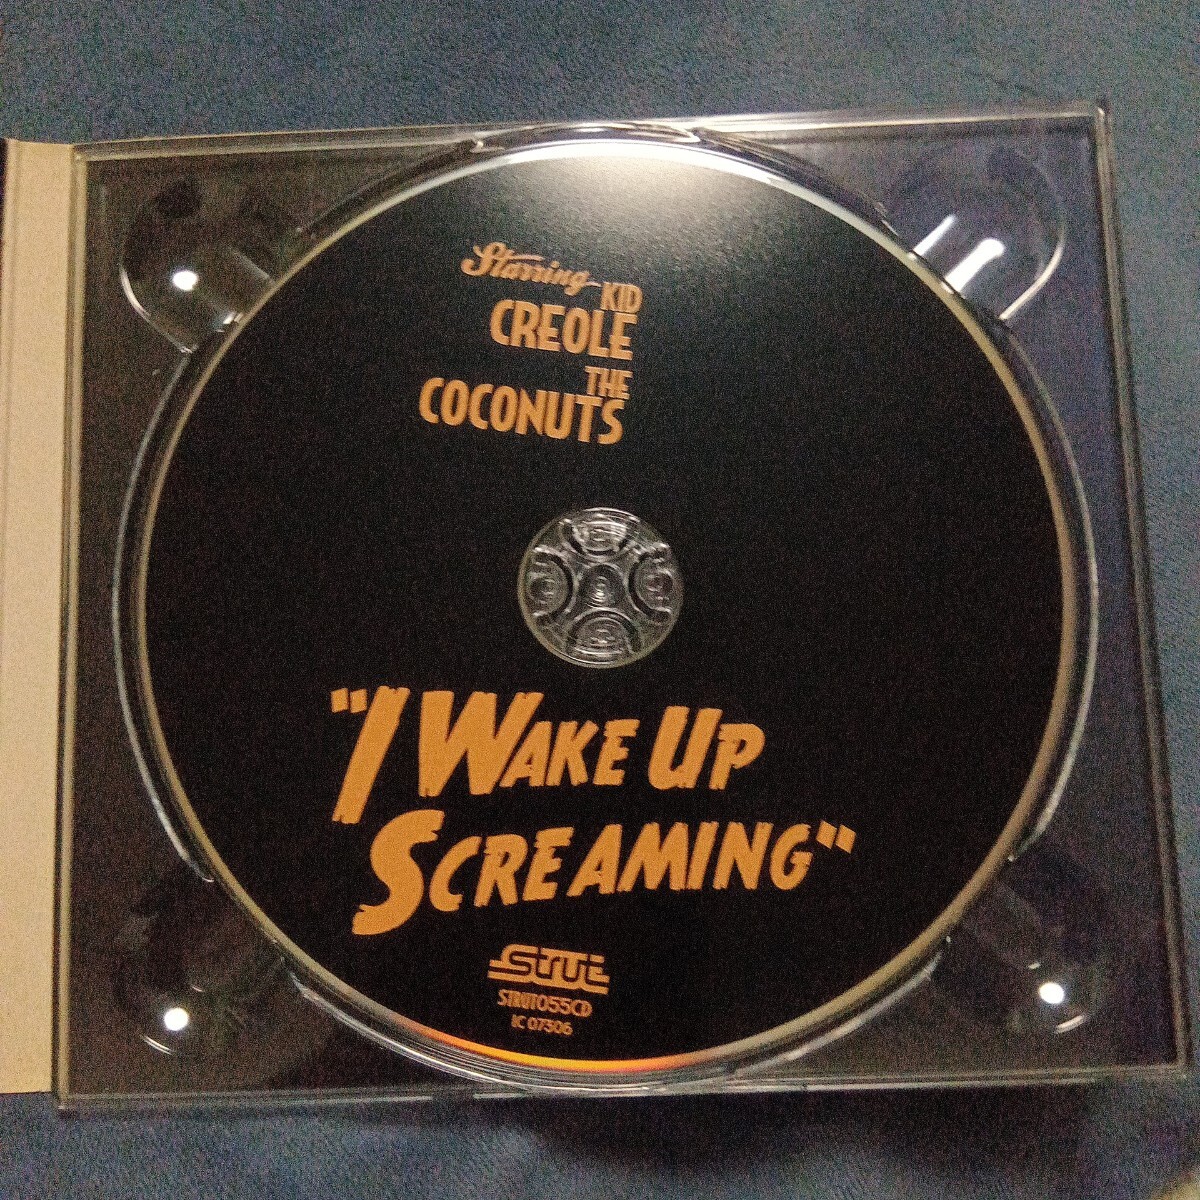 Starring KID
CREOLE
THE
COCONUTS
"I WAKE UP
SCREAMING"
Strut
STRUT055CD
LC 07306